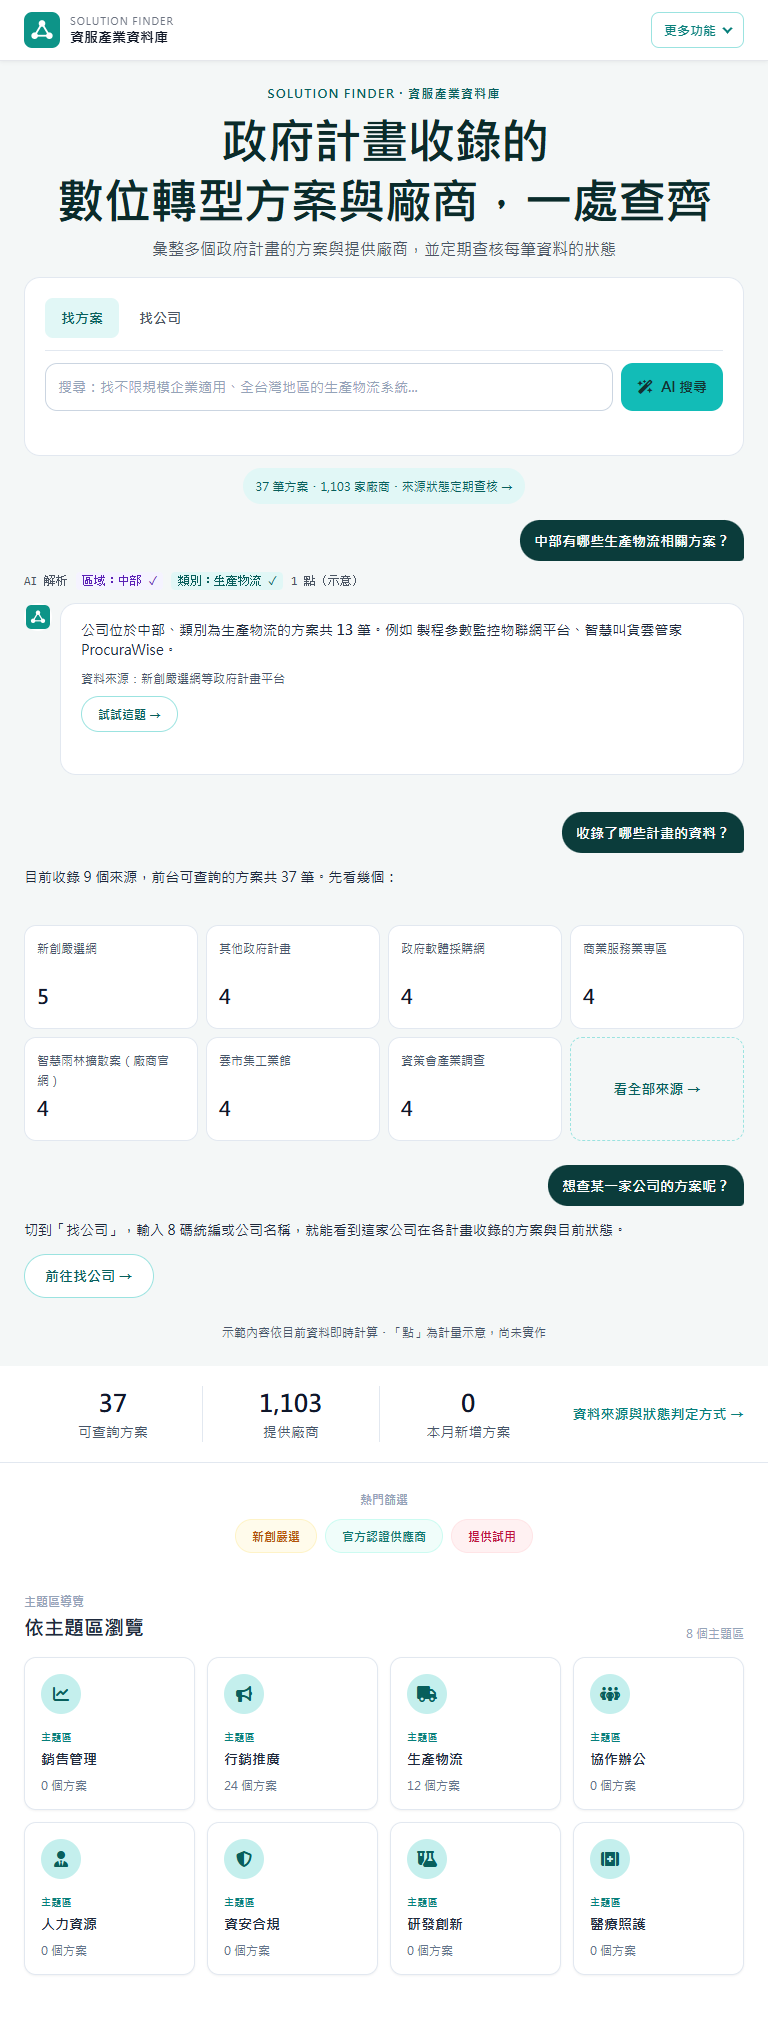 SOLUTION FINDER
資服產業資料庫
更多功能
SOLUTION FINDER · 資服產業資料庫
政府計畫收錄的
數位轉型方案與廠商，一處查齊
彙整多個政府計畫的方案與提供廠商，並定期查核每筆資料的狀態
找方案
找公司
搜尋：找不限規模企業適用、全台灣地區的生產物流系統...
AI 搜尋
37 筆方案 · 1,103 家廠商 · 來源狀態定期查核 →
中部有哪些生產物流相關方案？
AI 解析 區域：中部 ✓ 類別：生產物流 ✓ 1 點（示意）
公司位於中部、類別為生產物流的方案共 13 筆。例如 製程參數監控物聯網平台、智慧叫貨雲管家
ProcuraWise。
資料來源：新創嚴選網等政府計畫平台
試試這題 →
收錄了哪些計畫的資料？
目前收錄 9 個來源，前台可查詢的方案共 37 筆。先看幾個：
新創嚴選網
5
其他政府計畫
4
政府軟體採購網
4
商業服務業專區
4
智慧雨林擴散案（廠商官
網）
4
雲市集工業館
4
資策會產業調查
4
看全部來源 →
想查某一家公司的方案呢？
切到「找公司」，輸入 8 碼統編或公司名稱，就能看到這家公司在各計畫收錄的方案與目前狀態。
前往找公司 →
示範內容依目前資料即時計算 · 「點」為計量示意，尚未實作
37
可查詢方案
1,103
提供廠商
0
本月新增方案
資料來源與狀態判定方式 →
熱門篩選
新創嚴選
官方認證供應商
提供試用
主題區導覽
依主題區瀏覽
8 個主題區
主題區
銷售管理
0 個方案
主題區
行銷推廣
24 個方案
主題區
生產物流
12 個方案
主題區
協作辦公
0 個方案
主題區
人力資源
0 個方案
主題區
資安合規
0 個方案
主題區
研發創新
0 個方案
主題區
醫療照護
0 個方案